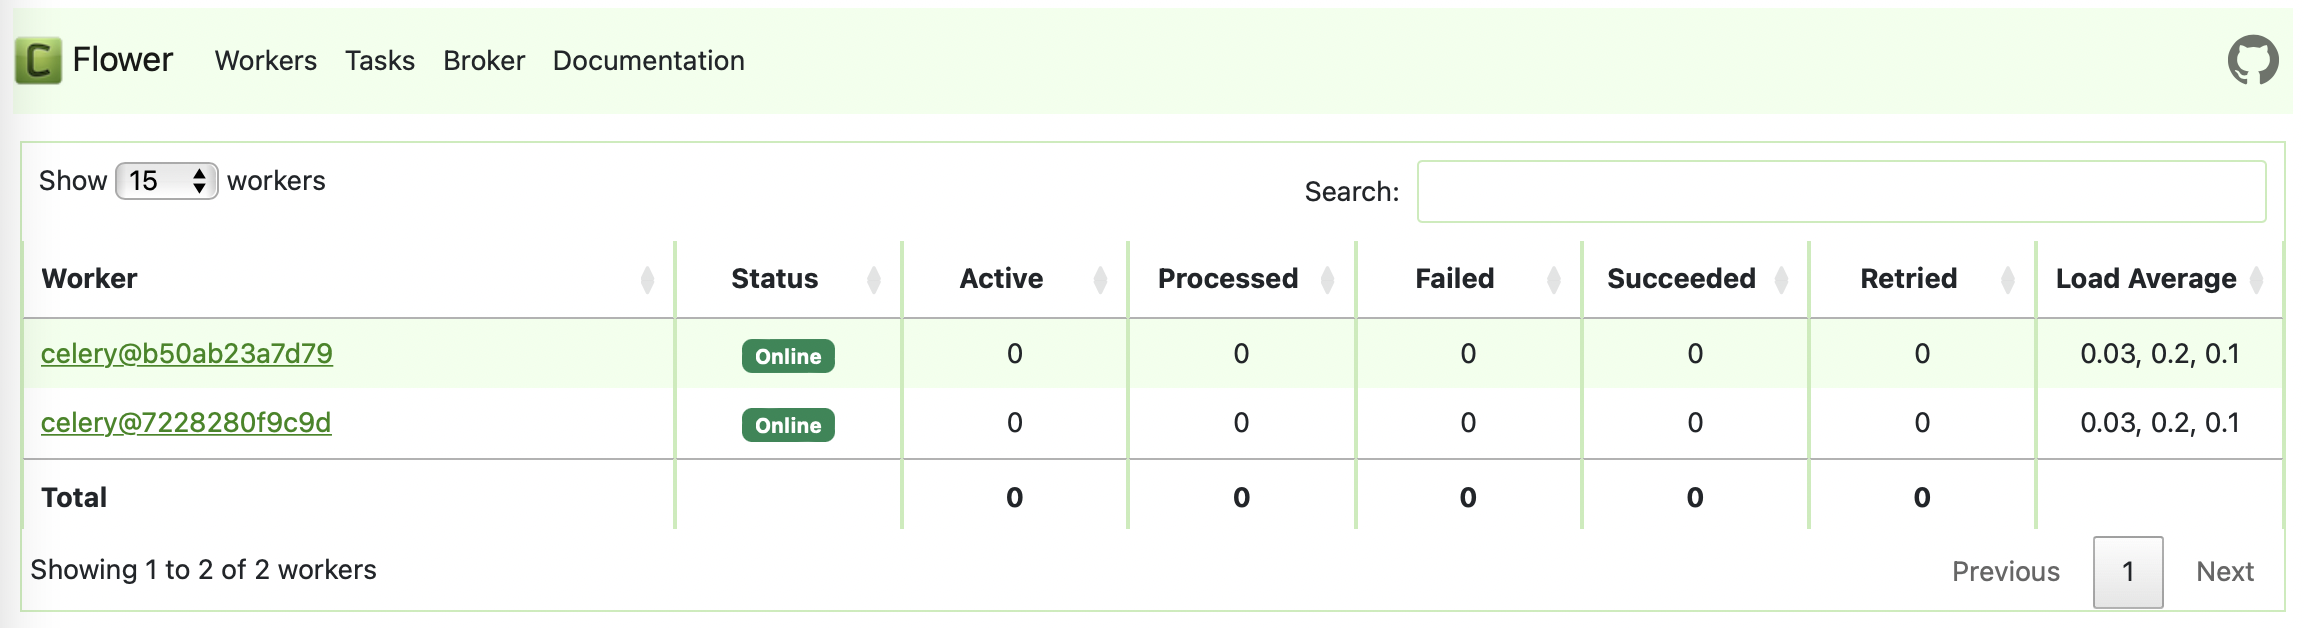 C Flower Workers Tasks Broker Documentation
Show 15 workers Search:
Worker Status Active Processed Failed Succeeded Retried Load Average
celery@b50ab23a7d79 Online 0 0 0 0 0 0.03, 0.2, 0.1
celery@7228280f9c9d Online 0 0 0 0 0 0.03, 0.2, 0.1
Total 0 0 0 0 0
Showing 1 to 2 of 2 workers Previous 1 Next